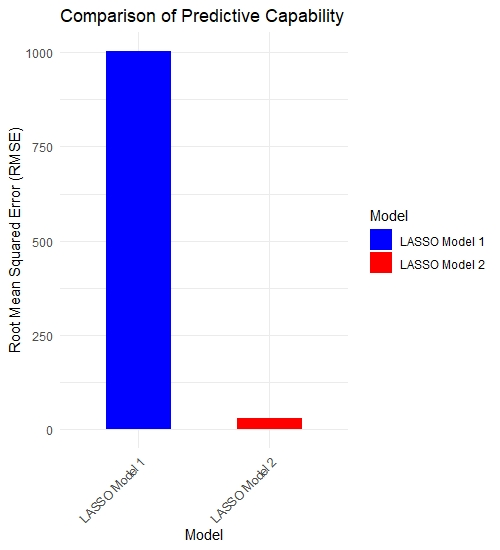 Comparison of Predictive Capability
Root Mean Squared Error (RMSE)
1000
750
500
250
0
LASSO Model 1
LASSO Model 2
Model
Model
LASSO Model 1
LASSO Model 2